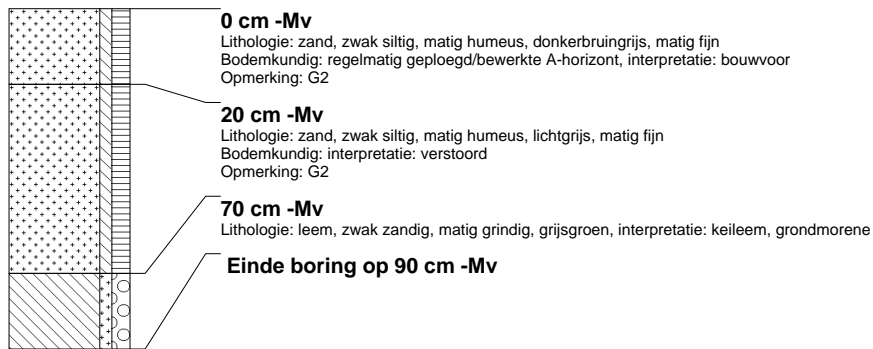 0 cm -Mv
Lithologie: zand, zwak siltig, matig humeus, donkerbruingrijs, matig fijn
Bodemkundig: regelmatig geploegd/bewerkte A-horizont, interpretatie: bouwvoor
Opmerking: G2
20 cm -Mv
Lithologie: zand, zwak siltig, matig humeus, lichtgrijs, matig fijn
Bodemkundig: interpretatie: verstoord
Opmerking: G2
70 cm -Mv
Lithologie: leem, zwak zandig, matig grindig, grijsgroen, interpretatie: keileem, grondmorene
Einde boring op 90 cm -Mv